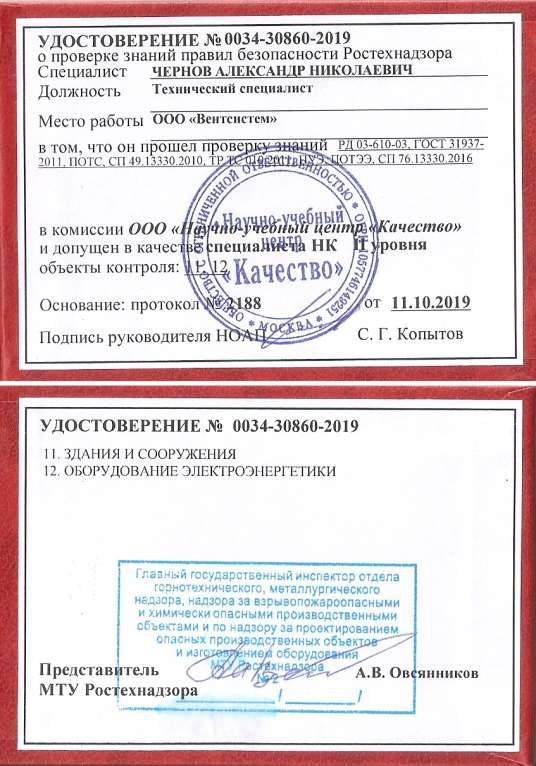 УДОСТОВЕРЕНИЕ № 0034-30860-2019
о проверке знаний правил безопасности Ростехнадзора
Специалист ЧЕРНОВ АЛЕКСАНДР НИКОЛАЕВИЧ
Должность Технический специалист
Место работы ООО «Вентсистем»
в том, что он прошел проверку знаний РД 03-610-03, ГОСТ 31937-
2011, ПОТС, СП 49.13330.2010, ТР ТС 010/2011, ПУЭ, ПОТЭЭ, СП 76.13330.2016
в комиссии ООО «Научно-учебный центр «Качество»
и допущен в качестве специалиста НК II уровня
объекты контроля: 11, 12
Основание: протокол № 2188 от 11.10.2019
Подпись руководителя НОАП С. Г. Копытов
ОБЩЕСТВО С ОГРАНИЧЕННОЙ ОТВЕТСТВЕННОСТЬЮ
МОСКВА
Научно-учебный
центр
«Качество»
УДОСТОВЕРЕНИЕ № 0034-30860-2019
11. ЗДАНИЯ И СООРУЖЕНИЯ
12. ОБОРУДОВАНИЕ ЭЛЕКТРОЭНЕРГЕТИКИ
Главный государственный инспектор отдела
горнотехнического, металлургического
надзора, надзора за взрывопожароопасными
и химически опасными производственными
объектами и по надзору за проектированием
опасных производственных объектов
и изготовлением оборудования
МТУ Ростехнадзора
№2
Представитель А.В. Овсянников
МТУ Ростехнадзора / /